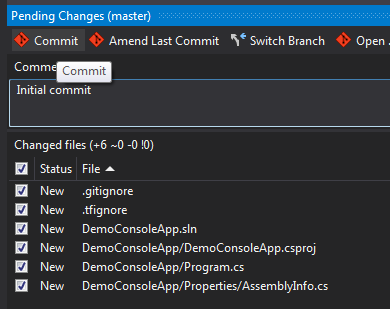 Pending Changes (master)
Commit Amend Last Commit Switch Branch Open
Comme
Commit
Initial commit
Changed files (+6 ~0 -0 !0)
Status File
New .gitignore
New .tfignore
New DemoConsoleApp.sln
New DemoConsoleApp/DemoConsoleApp.csproj
New DemoConsoleApp/Program.cs
New DemoConsoleApp/Properties/AssemblyInfo.cs